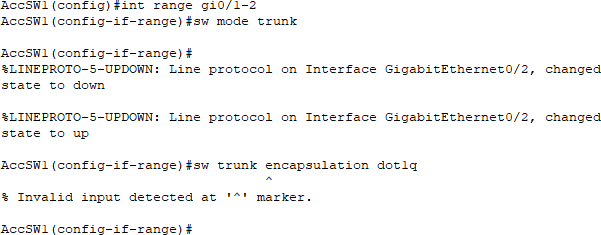 AccSW1(config)#int range gi0/1-2
AccSW1(config-if-range)#sw mode trunk
AccSW1(config-if-range)#
%LINEPROTO-5-UPDOWN: Line protocol on Interface GigabitEthernet0/2, changed
state to down
%LINEPROTO-5-UPDOWN: Line protocol on Interface GigabitEthernet0/2, changed
state to up
AccSW1(config-if-range)#sw trunk encapsulation dot1q
^
% Invalid input detected at '^' marker.
AccSW1(config-if-range)#